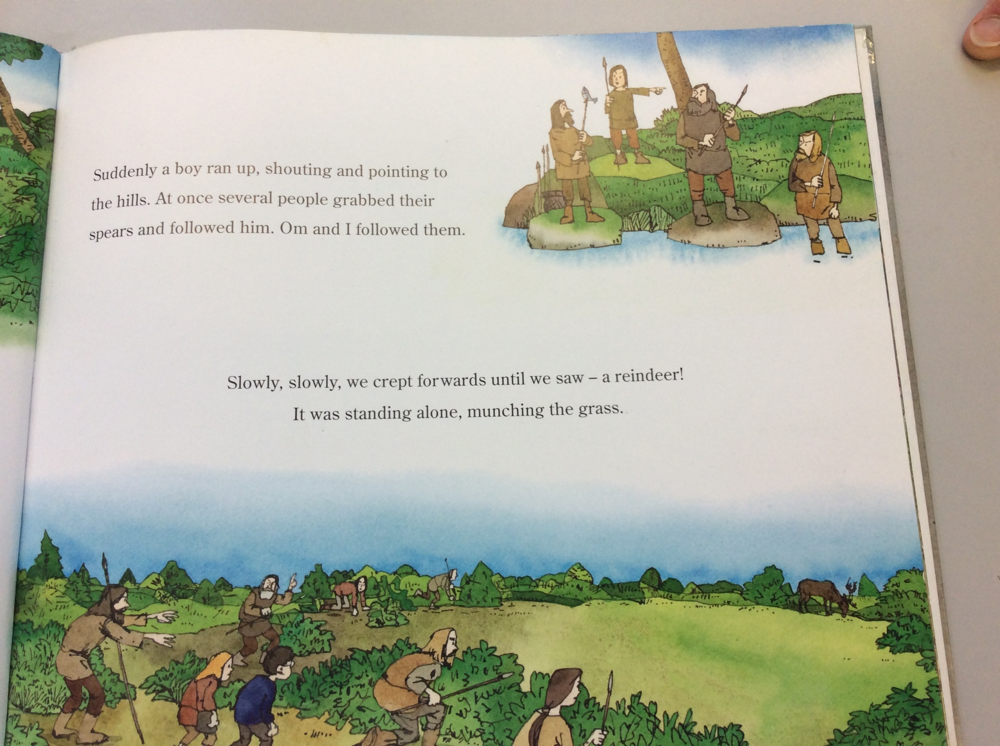 Suddenly a boy ran up, shouting and pointing to
the hills. At once several people grabbed their
spears and followed him. Om and I followed them.
Slowly, slowly, we crept forwards until we saw – a reindeer!
It was standing alone, munching the grass.